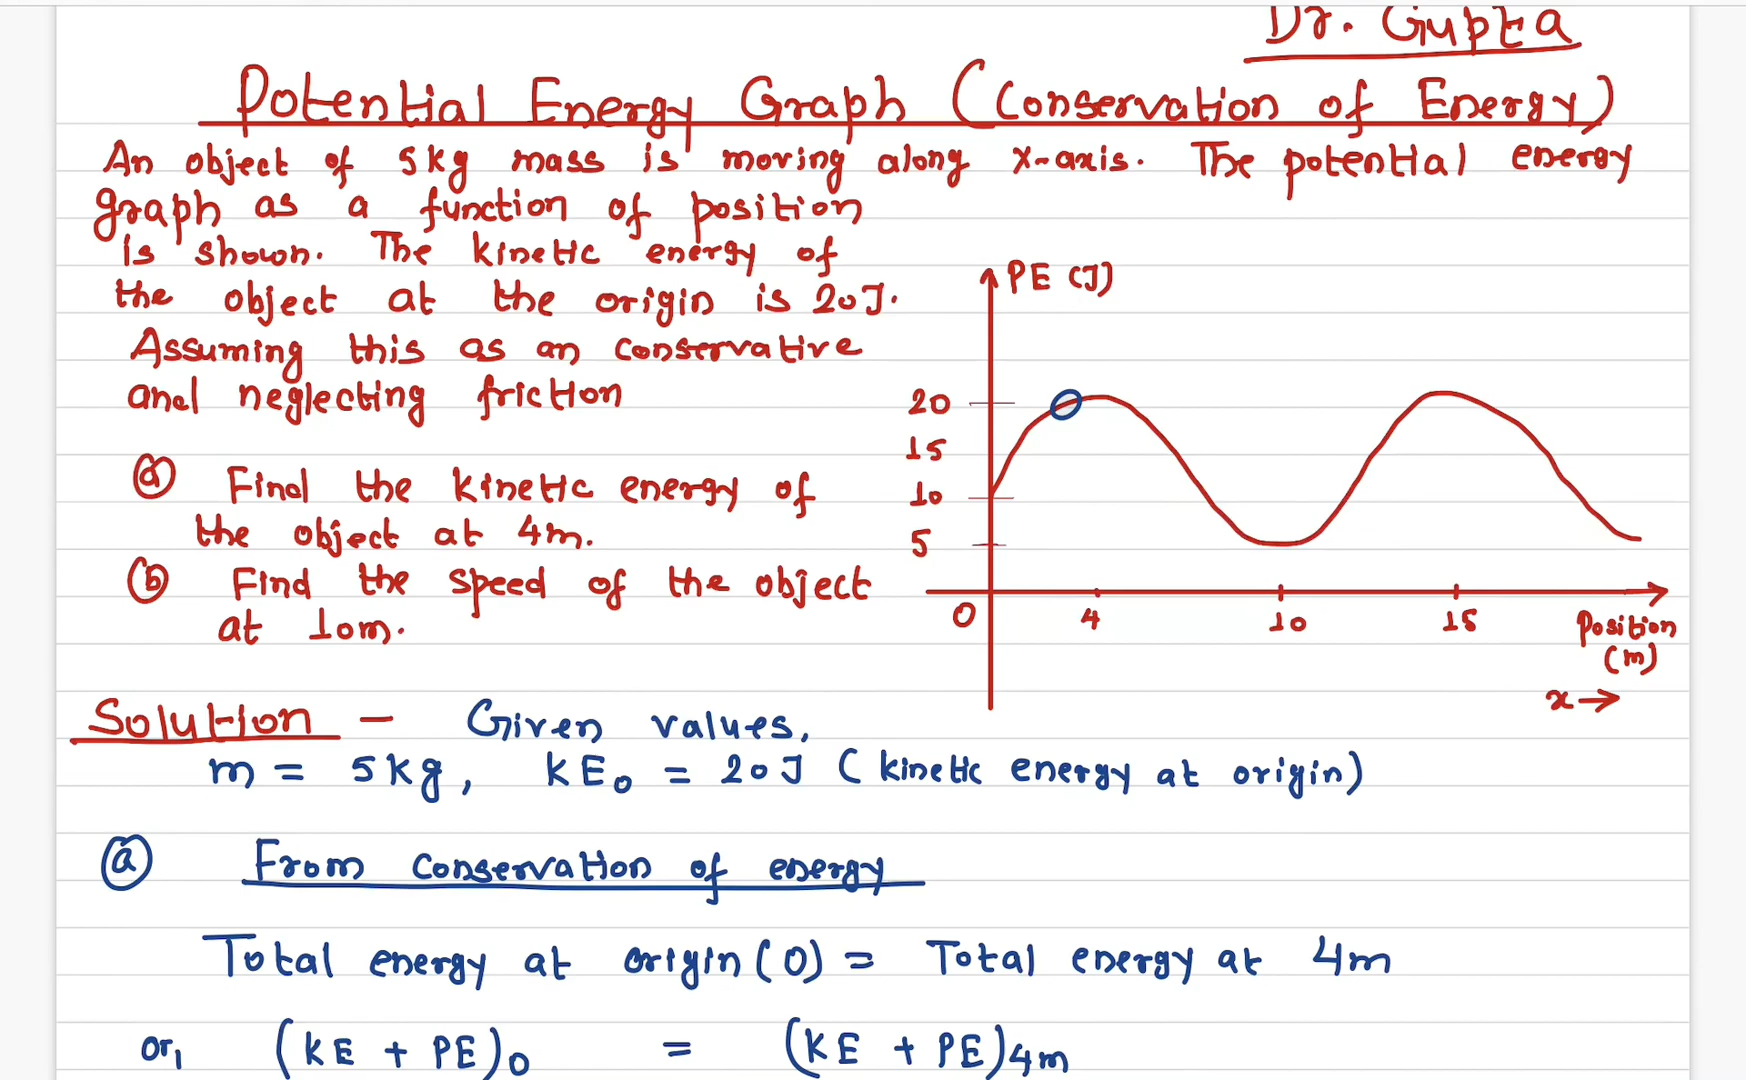 Dr. Gupta
Potential Energy Graph (Conservation of Energy)
An object of 5kg mass is moving along x-axis. The potential energy
graph as a function of position
is shown. The kinetic energy of
the object at the origin is 20J.
Assuming this as an conservative
and neglecting friction
(a) Find the kinetic energy of
the object at 4m.
(b) Find the speed of the object
at 10m.
PE (J)
20
15
10
5
0 4 10 15 Position
(m)
x→
Solution - Given values,
m = 5kg, KE₀ = 20J (kinetic energy at origin)
(a) From conservation of energy
Total energy at origin(0) = Total energy at 4m
or, (KE + PE)₀ = (KE + PE)₄ₘ